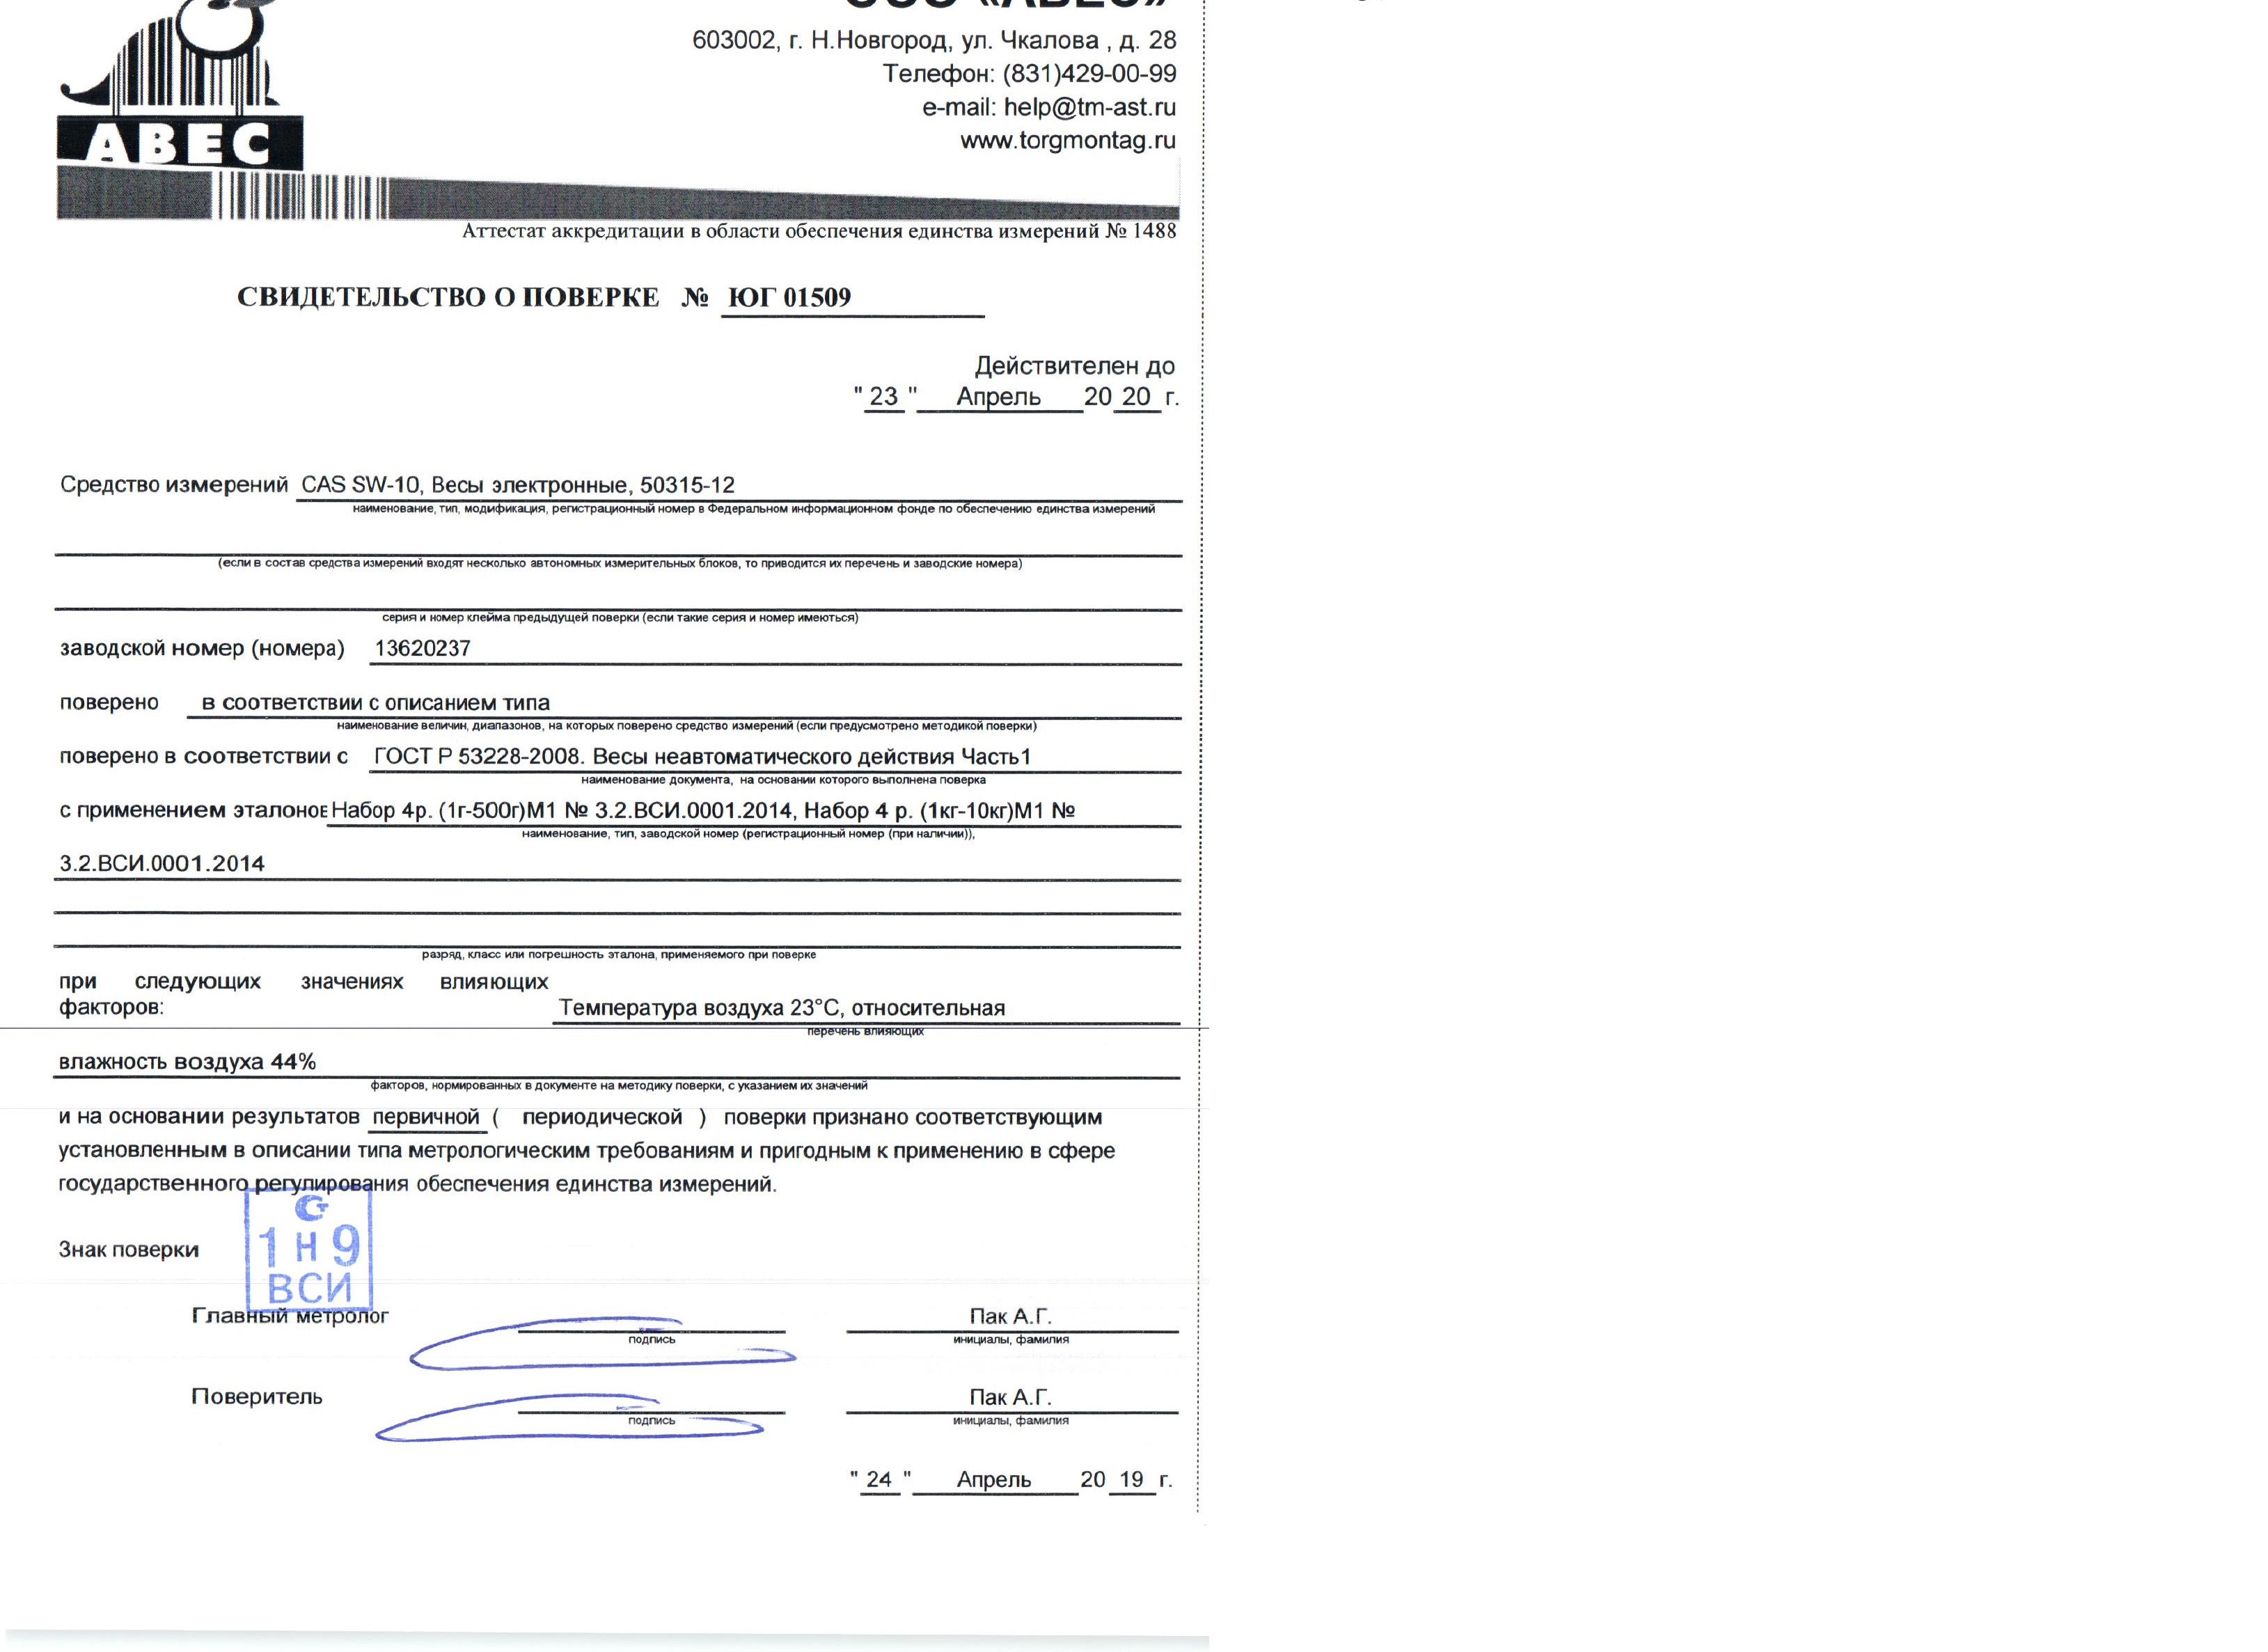 ООО «АВЕС»
603002, г. Н.Новгород, ул. Чкалова , д. 28
Телефон: (831)429-00-99
e-mail: help@tm-ast.ru
www.torgmontag.ru
АВЕС
Аттестат аккредитации в области обеспечения единства измерений № 1488
СВИДЕТЕЛЬСТВО О ПОВЕРКЕ № ЮГ 01509
Действителен до
" 23 " Апрель 20 20 г.
Средство измерений CAS SW-10, Весы электронные, 50315-12
наименование, тип, модификация, регистрационный номер в Федеральном информационном фонде по обеспечению единства измерений
(если в состав средства измерений входят несколько автономных измерительных блоков, то приводится их перечень и заводские номера)
серия и номер клейма предыдущей поверки (если такие серия и номер имеються)
заводской номер (номера) 13620237
поверено в соответствии с описанием типа
наименование величин, диапазонов, на которых поверено средство измерений (если предусмотрено методикой поверки)
поверено в соответствии с ГОСТ Р 53228-2008. Весы неавтоматического действия Часть1
наименование документа, на основании которого выполнена поверка
с применением эталонов Набор 4р. (1г-500г)М1 № 3.2.ВСИ.0001.2014, Набор 4 р. (1кг-10кг)М1 №
наименование, тип, заводской номер (регистрационный номер (при наличии)),
3.2.ВСИ.0001.2014
разряд, класс или погрешность эталона, применяемого при поверке
при следующих значениях влияющих
факторов: Температура воздуха 23°С, относительная
перечень влияющих
влажность воздуха 44%
факторов, нормированных в документе на методику поверки, с указанием их значений
и на основании результатов первичной ( периодической ) поверки признано соответствующим
установленным в описании типа метрологическим требованиям и пригодным к применению в сфере
государственного регулирования обеспечения единства измерений.
Знак поверки
1 Н 9
ВСИ
Главный метролог Пак А.Г.
подпись инициалы, фамилия
Поверитель Пак А.Г.
подпись инициалы, фамилия
" 24 " Апрель 20 19 г.